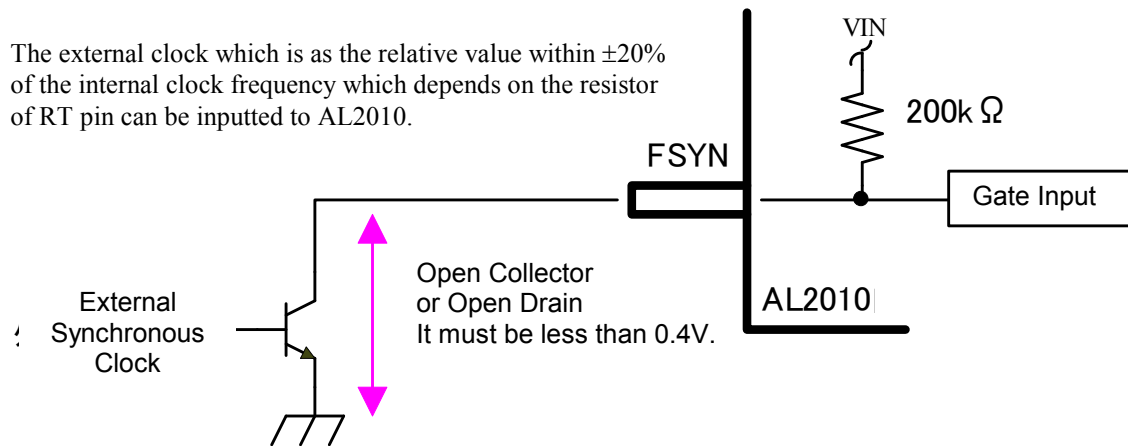 The external clock which is as the relative value within ±20%
of the internal clock frequency which depends on the resistor
of RT pin can be inputted to AL2010.
VIN
200k Ω
FSYN
Gate Input
AL2010
Open Collector
or Open Drain
It must be less than 0.4V.
External
Synchronous
Clock